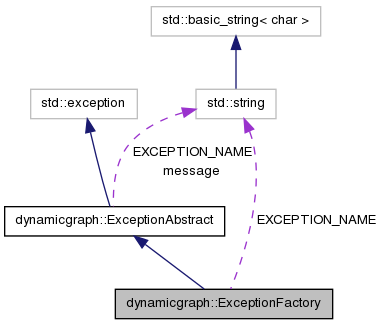 std::basic_string< char >
std::exception
std::string
EXCEPTION_NAME
message
dynamicgraph::ExceptionAbstract
EXCEPTION_NAME
dynamicgraph::ExceptionFactory